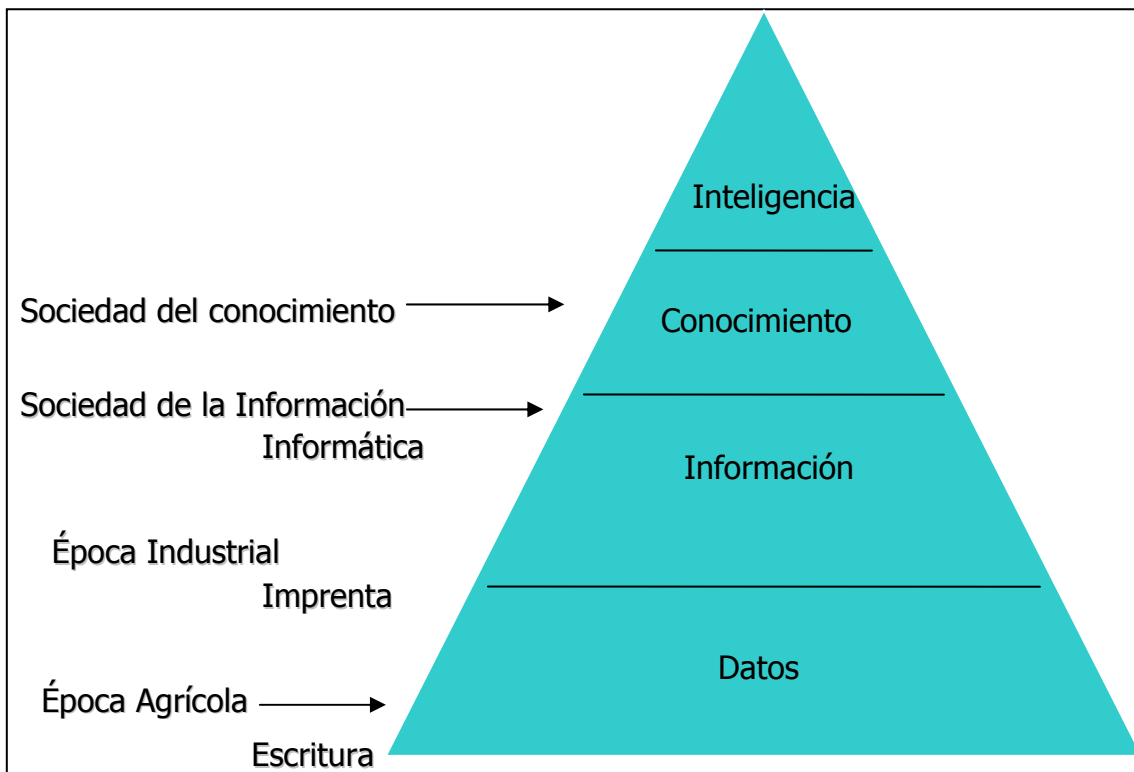 Inteligencia
Sociedad del conocimiento
Conocimiento
Sociedad de la Información
Informática
Información
Época Industrial
Imprenta
Datos
Época Agrícola
Escritura